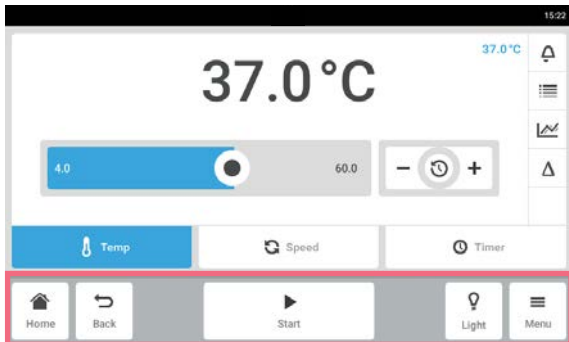 15:22
37.0°C
37.0°C
4.0 60.0
Temp Speed Timer
Home Back Start Light Menu